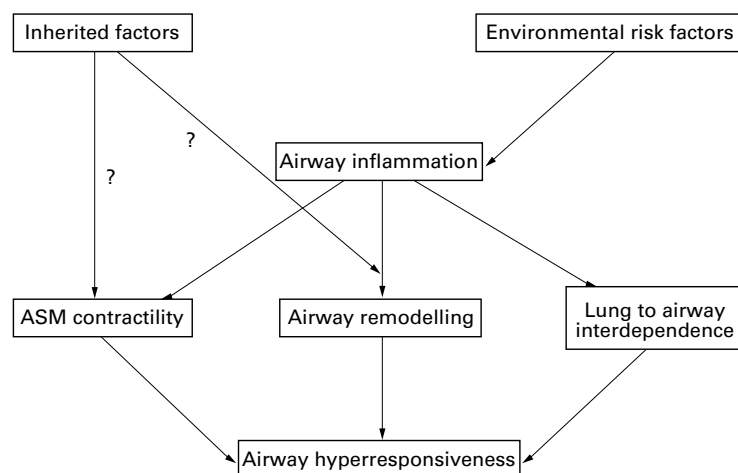 Inherited factors
Environmental risk factors
?
Airway inflammation
?
ASM contractility
Airway remodelling
Lung to airway
interdependence
Airway hyperresponsiveness